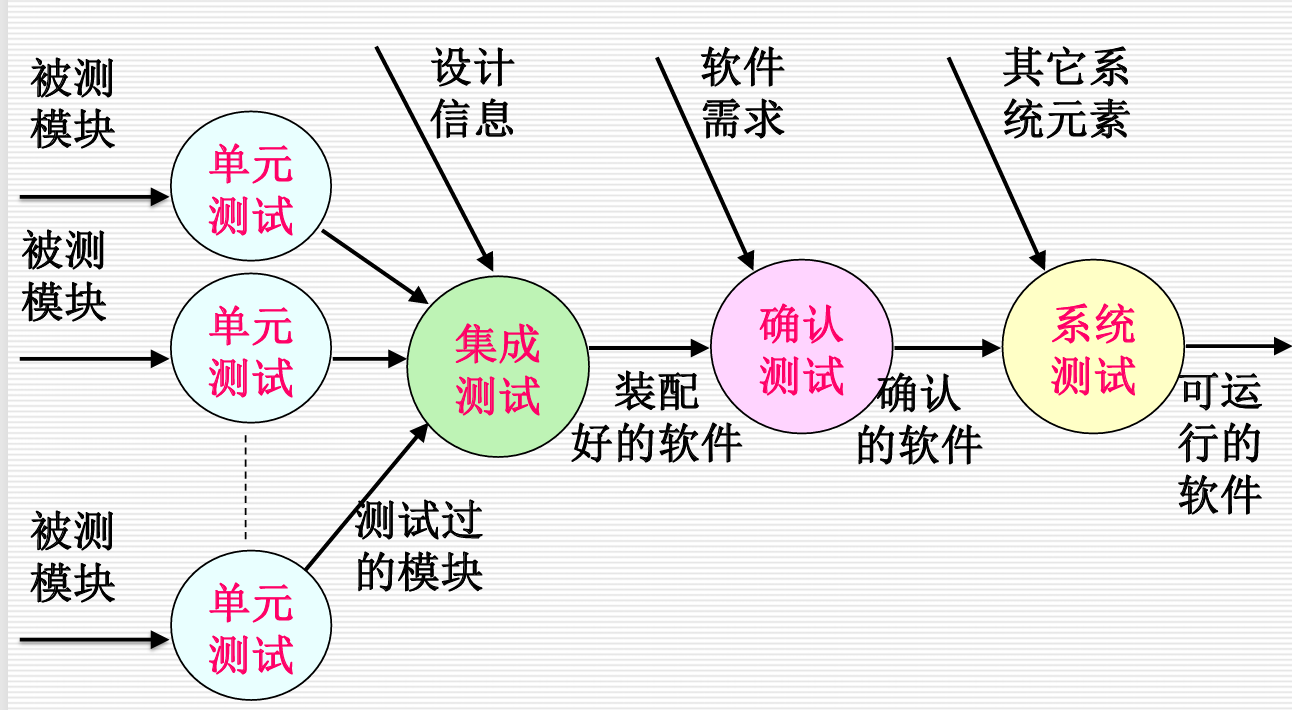 被测
模块
单元
测试
被测
模块
单元
测试
被测
模块
单元
测试
测试过
的模块
设计
信息
集成
测试
装配
好的软件
软件
需求
确认
测试
确认
的软件
其它系
统元素
系统
测试
可运
行的
软件